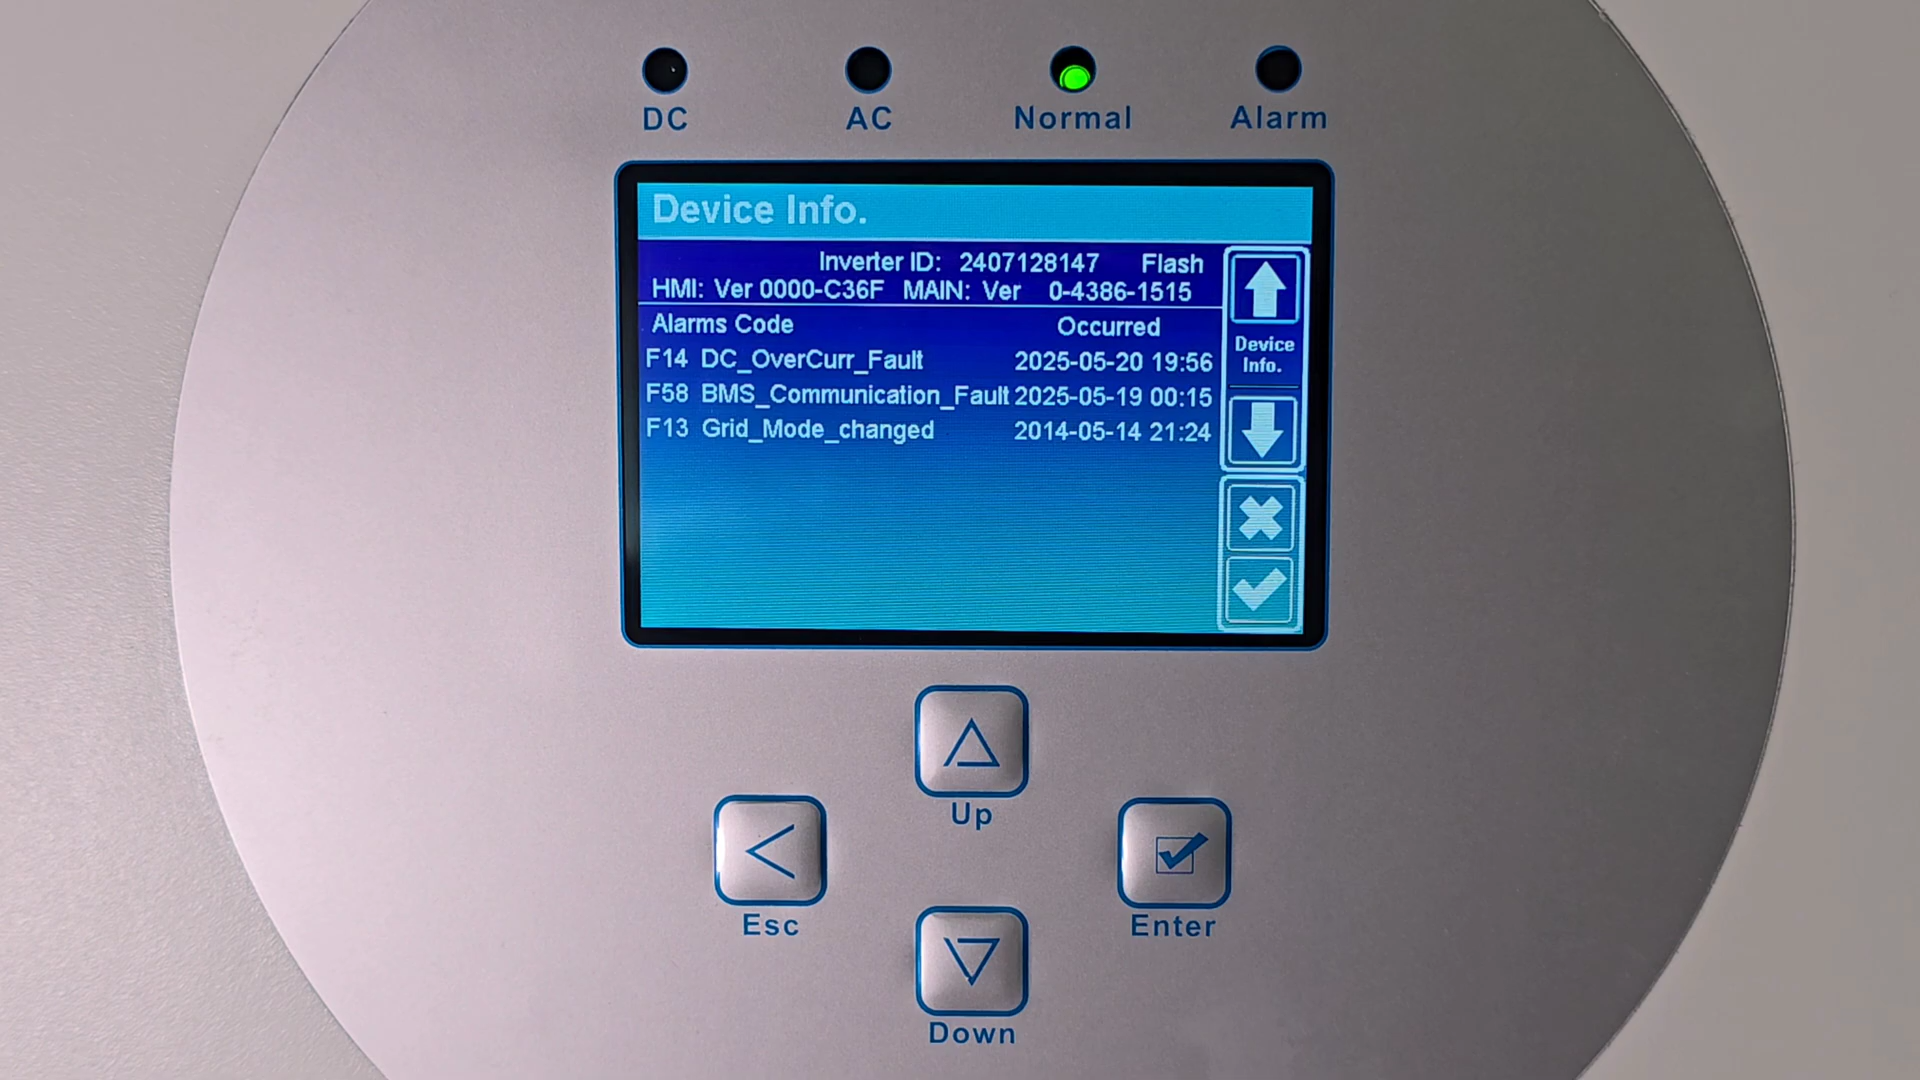 DC AC Normal Alarm
Device Info.
Inverter ID: 2407128147 Flash
HMI: Ver 0000-C36F MAIN: Ver 0-4386-1515
Alarms Code Occurred
F14 DC_OverCurr_Fault 2025-05-20 19:56
F58 BMS_Communication_Fault 2025-05-19 00:15
F13 Grid_Mode_changed 2014-05-14 21:24
Device
Info.
Up
Esc
Enter
Down